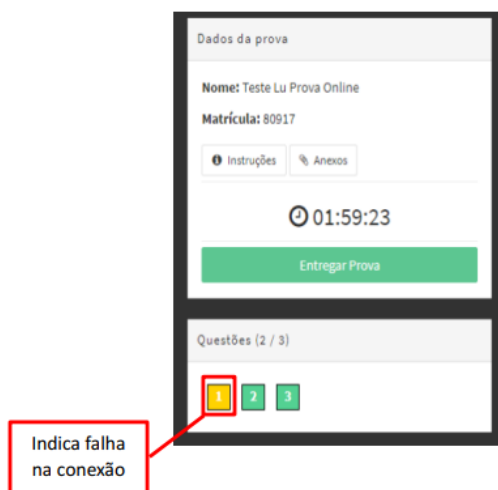 Dados da prova
Nome: Teste Lu Prova Online
Matrícula: 80917
Instruções Anexos
01:59:23
Entregar Prova
Questões (2 / 3)
1 2 3
Indica falha
na conexão